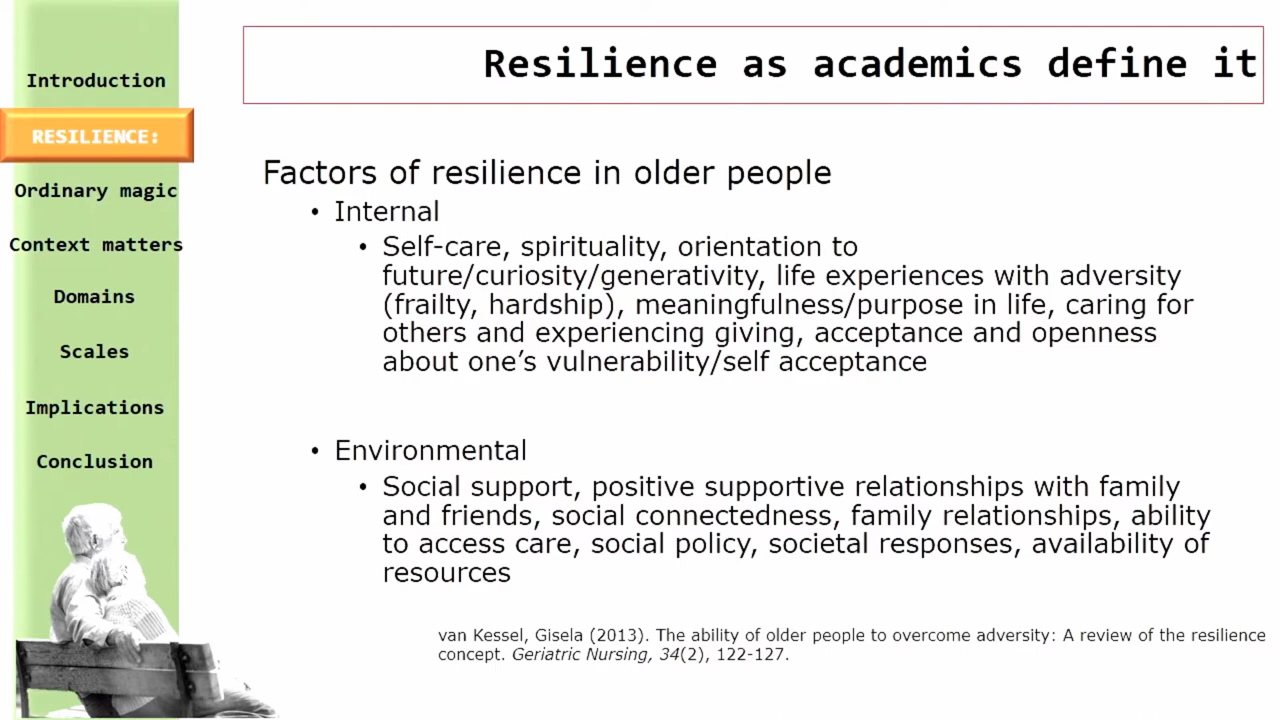 Introduction
RESILIENCE:
Ordinary magic
Context matters
Domains
Scales
Implications
Conclusion
Resilience as academics define it
Factors of resilience in older people
• Internal
• Self-care, spirituality, orientation to
future/curiosity/generativity, life experiences with adversity
(frailty, hardship), meaningfulness/purpose in life, caring for
others and experiencing giving, acceptance and openness
about one’s vulnerability/self acceptance
• Environmental
• Social support, positive supportive relationships with family
and friends, social connectedness, family relationships, ability
to access care, social policy, societal responses, availability of
resources
van Kessel, Gisela (2013). The ability of older people to overcome adversity: A review of the resilience
concept. Geriatric Nursing, 34(2), 122-127.